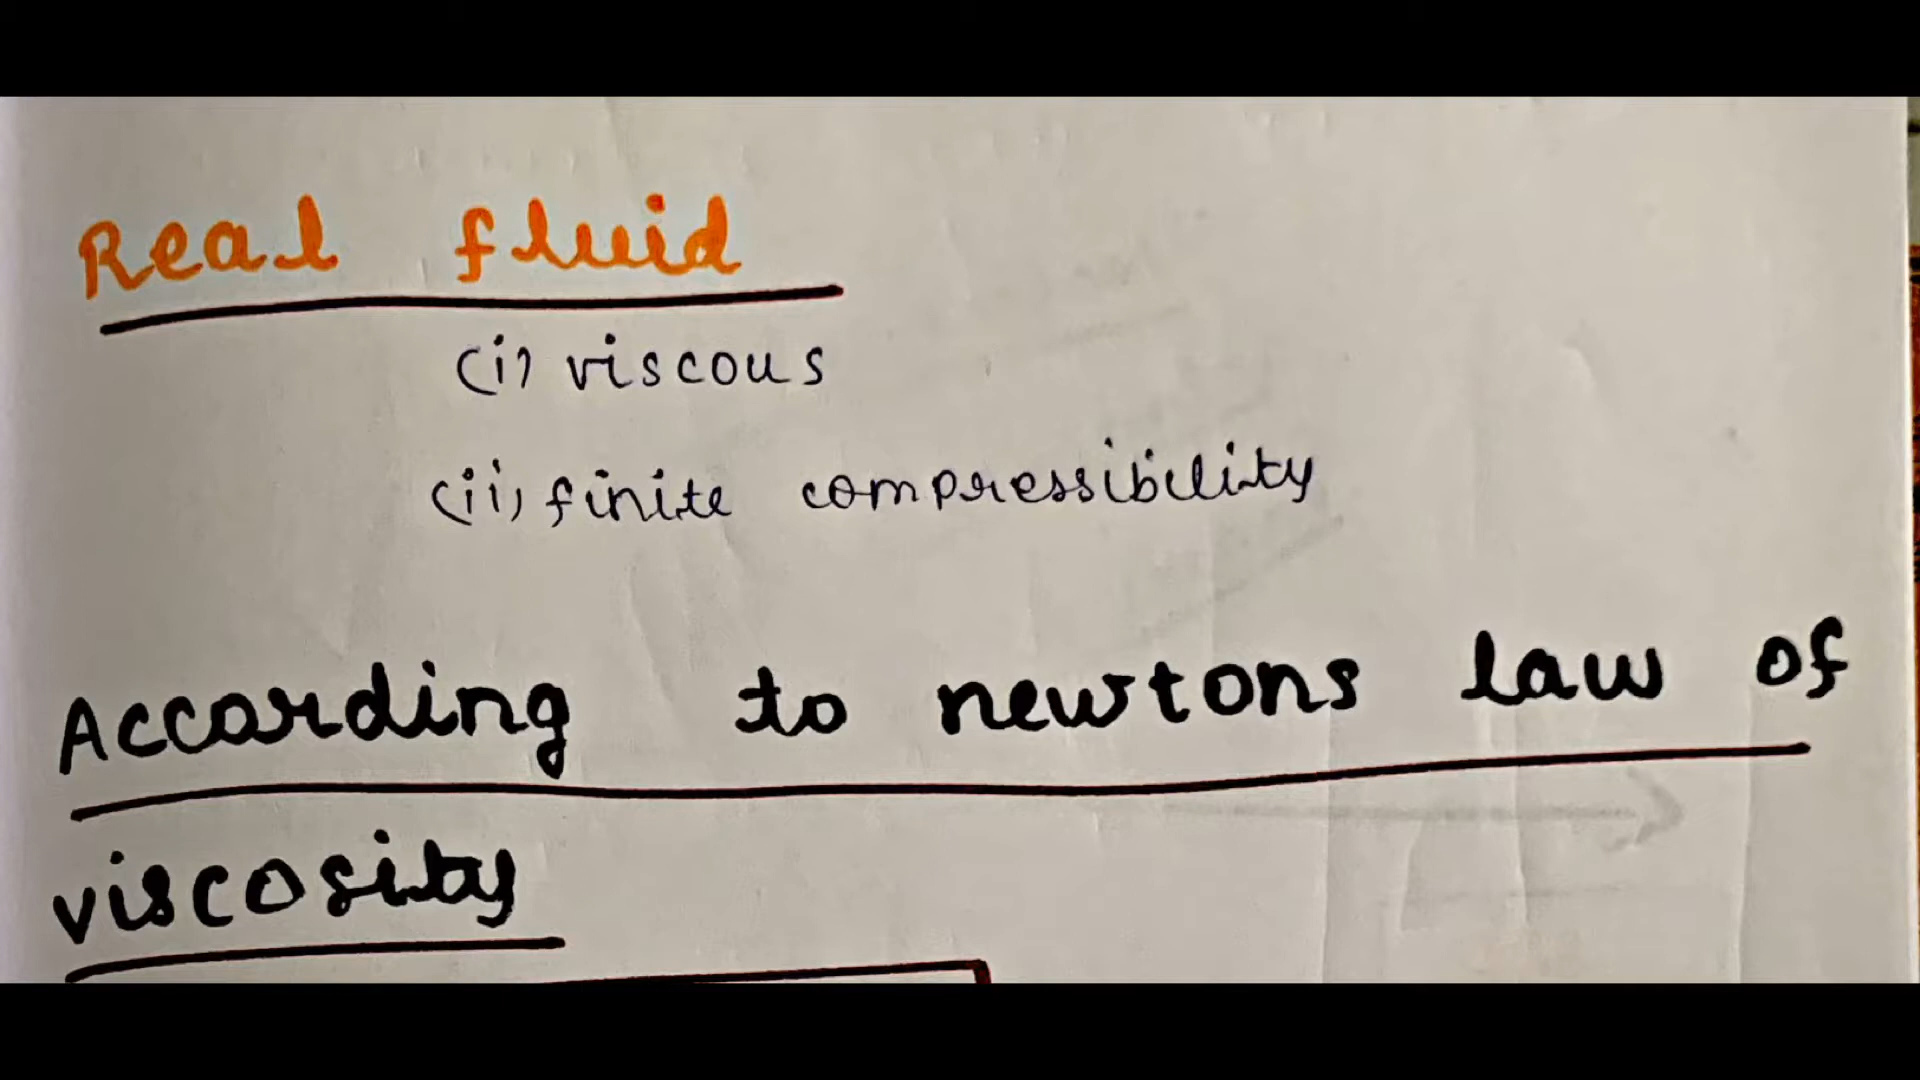 Real fluid
(i) viscous
(ii) finite compressibility
According to newtons law of
viscosity